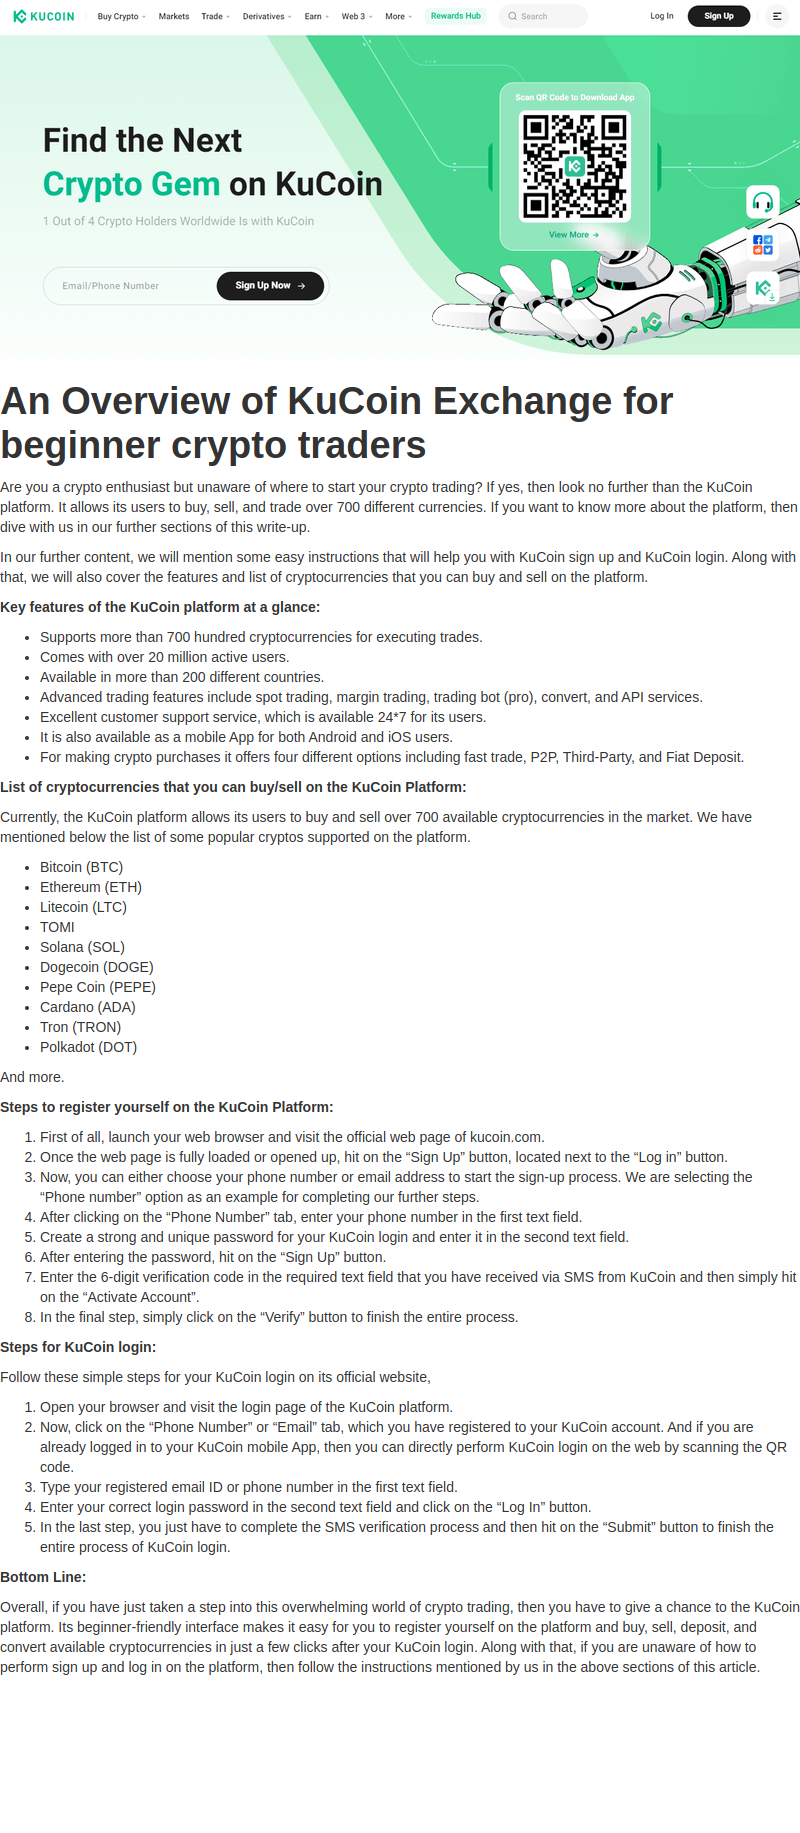 KUCOIN
Buy Crypto
Markets
Trade
Derivatives
Earn
Web 3
More
Rewards Hub
Search
Log In
Sign Up
Scan QR Code to Download App
View More →
Find the Next
Crypto Gem on KuCoin
1 Out of 4 Crypto Holders Worldwide Is with KuCoin
Email/Phone Number
Sign Up Now →
An Overview of KuCoin Exchange for
beginner crypto traders
Are you a crypto enthusiast but unaware of where to start your crypto trading? If yes, then look no further than the KuCoin
platform. It allows its users to buy, sell, and trade over 700 different currencies. If you want to know more about the platform, then
dive with us in our further sections of this write-up.
In our further content, we will mention some easy instructions that will help you with KuCoin sign up and KuCoin login. Along with
that, we will also cover the features and list of cryptocurrencies that you can buy and sell on the platform.
Key features of the KuCoin platform at a glance:
• Supports more than 700 hundred cryptocurrencies for executing trades.
• Comes with over 20 million active users.
• Available in more than 200 different countries.
• Advanced trading features include spot trading, margin trading, trading bot (pro), convert, and API services.
• Excellent customer support service, which is available 24*7 for its users.
• It is also available as a mobile App for both Android and iOS users.
• For making crypto purchases it offers four different options including fast trade, P2P, Third-Party, and Fiat Deposit.
List of cryptocurrencies that you can buy/sell on the KuCoin Platform:
Currently, the KuCoin platform allows its users to buy and sell over 700 available cryptocurrencies in the market. We have
mentioned below the list of some popular cryptos supported on the platform.
• Bitcoin (BTC)
• Ethereum (ETH)
• Litecoin (LTC)
• TOMI
• Solana (SOL)
• Dogecoin (DOGE)
• Pepe Coin (PEPE)
• Cardano (ADA)
• Tron (TRON)
• Polkadot (DOT)
And more.
Steps to register yourself on the KuCoin Platform:
1. First of all, launch your web browser and visit the official web page of kucoin.com.
2. Once the web page is fully loaded or opened up, hit on the “Sign Up” button, located next to the “Log in” button.
3. Now, you can either choose your phone number or email address to start the sign-up process. We are selecting the
“Phone number” option as an example for completing our further steps.
4. After clicking on the “Phone Number” tab, enter your phone number in the first text field.
5. Create a strong and unique password for your KuCoin login and enter it in the second text field.
6. After entering the password, hit on the “Sign Up” button.
7. Enter the 6-digit verification code in the required text field that you have received via SMS from KuCoin and then simply hit
on the “Activate Account”.
8. In the final step, simply click on the “Verify” button to finish the entire process.
Steps for KuCoin login:
Follow these simple steps for your KuCoin login on its official website,
1. Open your browser and visit the login page of the KuCoin platform.
2. Now, click on the “Phone Number” or “Email” tab, which you have registered to your KuCoin account. And if you are
already logged in to your KuCoin mobile App, then you can directly perform KuCoin login on the web by scanning the QR
code.
3. Type your registered email ID or phone number in the first text field.
4. Enter your correct login password in the second text field and click on the “Log In” button.
5. In the last step, you just have to complete the SMS verification process and then hit on the “Submit” button to finish the
entire process of KuCoin login.
Bottom Line:
Overall, if you have just taken a step into this overwhelming world of crypto trading, then you have to give a chance to the KuCoin
platform. Its beginner-friendly interface makes it easy for you to register yourself on the platform and buy, sell, deposit, and
convert available cryptocurrencies in just a few clicks after your KuCoin login. Along with that, if you are unaware of how to
perform sign up and log in on the platform, then follow the instructions mentioned by us in the above sections of this article.